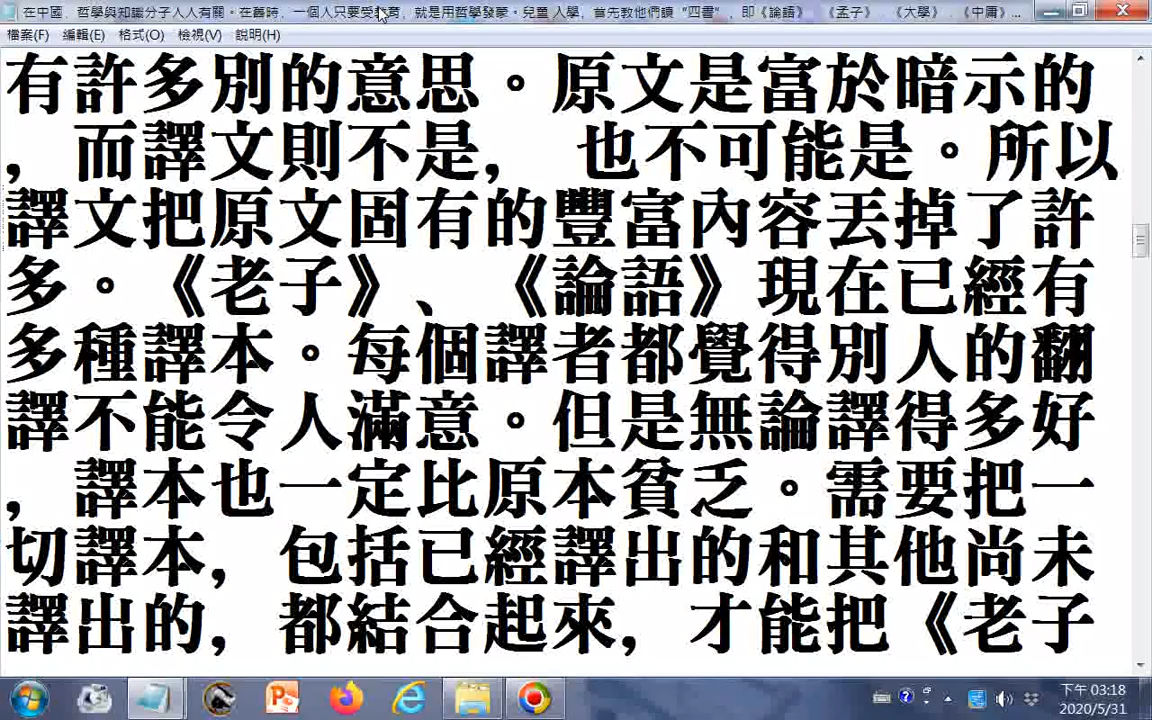 在中國，哲學與知識分子人人有關。在舊時，一個人只要受教育，就是用哲學發蒙。兒童 入學，首先教他們讀“四書”，即《論語》 《孟子》 《大學》 《中庸》...
檔案(F) 編輯(E) 格式(O) 檢視(V) 說明(H)
有許多別的意思。原文是富於暗示的
，而譯文則不是， 也不可能是。所以
譯文把原文固有的豐富內容丟掉了許
多。《老子》、《論語》現在已經有
多種譯本。每個譯者都覺得別人的翻
譯不能令人滿意。但是無論譯得多好
，譯本也一定比原本貧乏。需要把一
切譯本， 包括已經譯出的和其他尚未
譯出的， 都結合起來， 才能把《老子
下午 03:18
2020/5/31